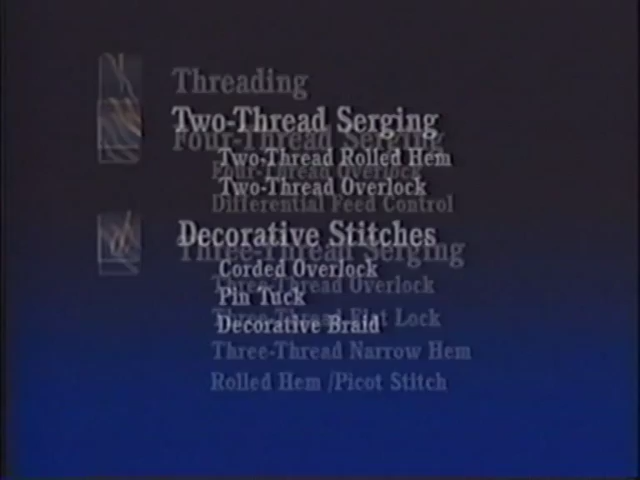 Threading
Two-Thread Serging
Four-Thread Serging
Two-Thread Rolled Hem
Four-Thread Overlock
Two-Thread Overlock
Differential Feed Control
Decorative Stitches
Three-Thread Serging
Corded Overlock
Three-Thread Overlock
Pin Tuck
Three-Thread Flat Lock
Decorative Braid
Three-Thread Narrow Hem
Rolled Hem /Picot Stitch